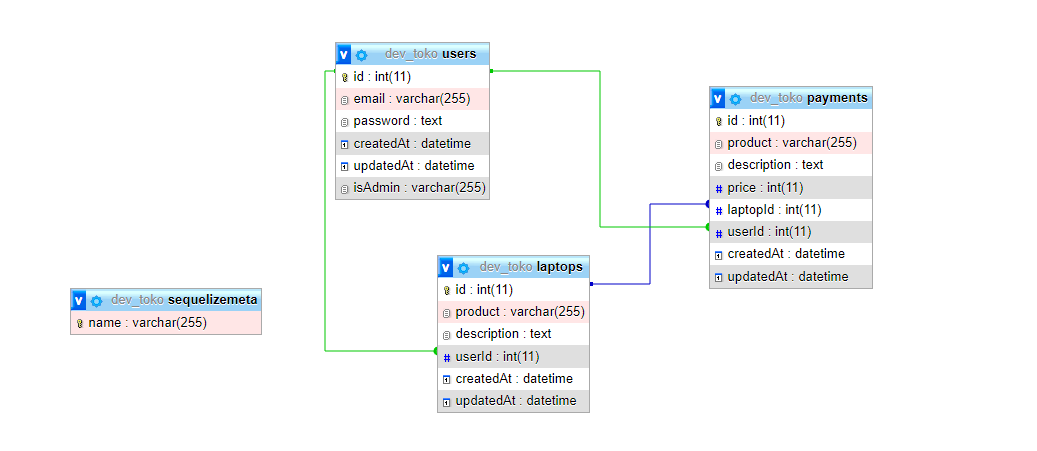 dev_toko users
id : int(11)
email : varchar(255)
password : text
createdAt : datetime
updatedAt : datetime
isAdmin : varchar(255)
dev_toko payments
id : int(11)
product : varchar(255)
description : text
price : int(11)
laptopId : int(11)
userId : int(11)
createdAt : datetime
updatedAt : datetime
dev_toko laptops
id : int(11)
product : varchar(255)
description : text
userId : int(11)
createdAt : datetime
updatedAt : datetime
dev_toko sequelizemeta
name : varchar(255)